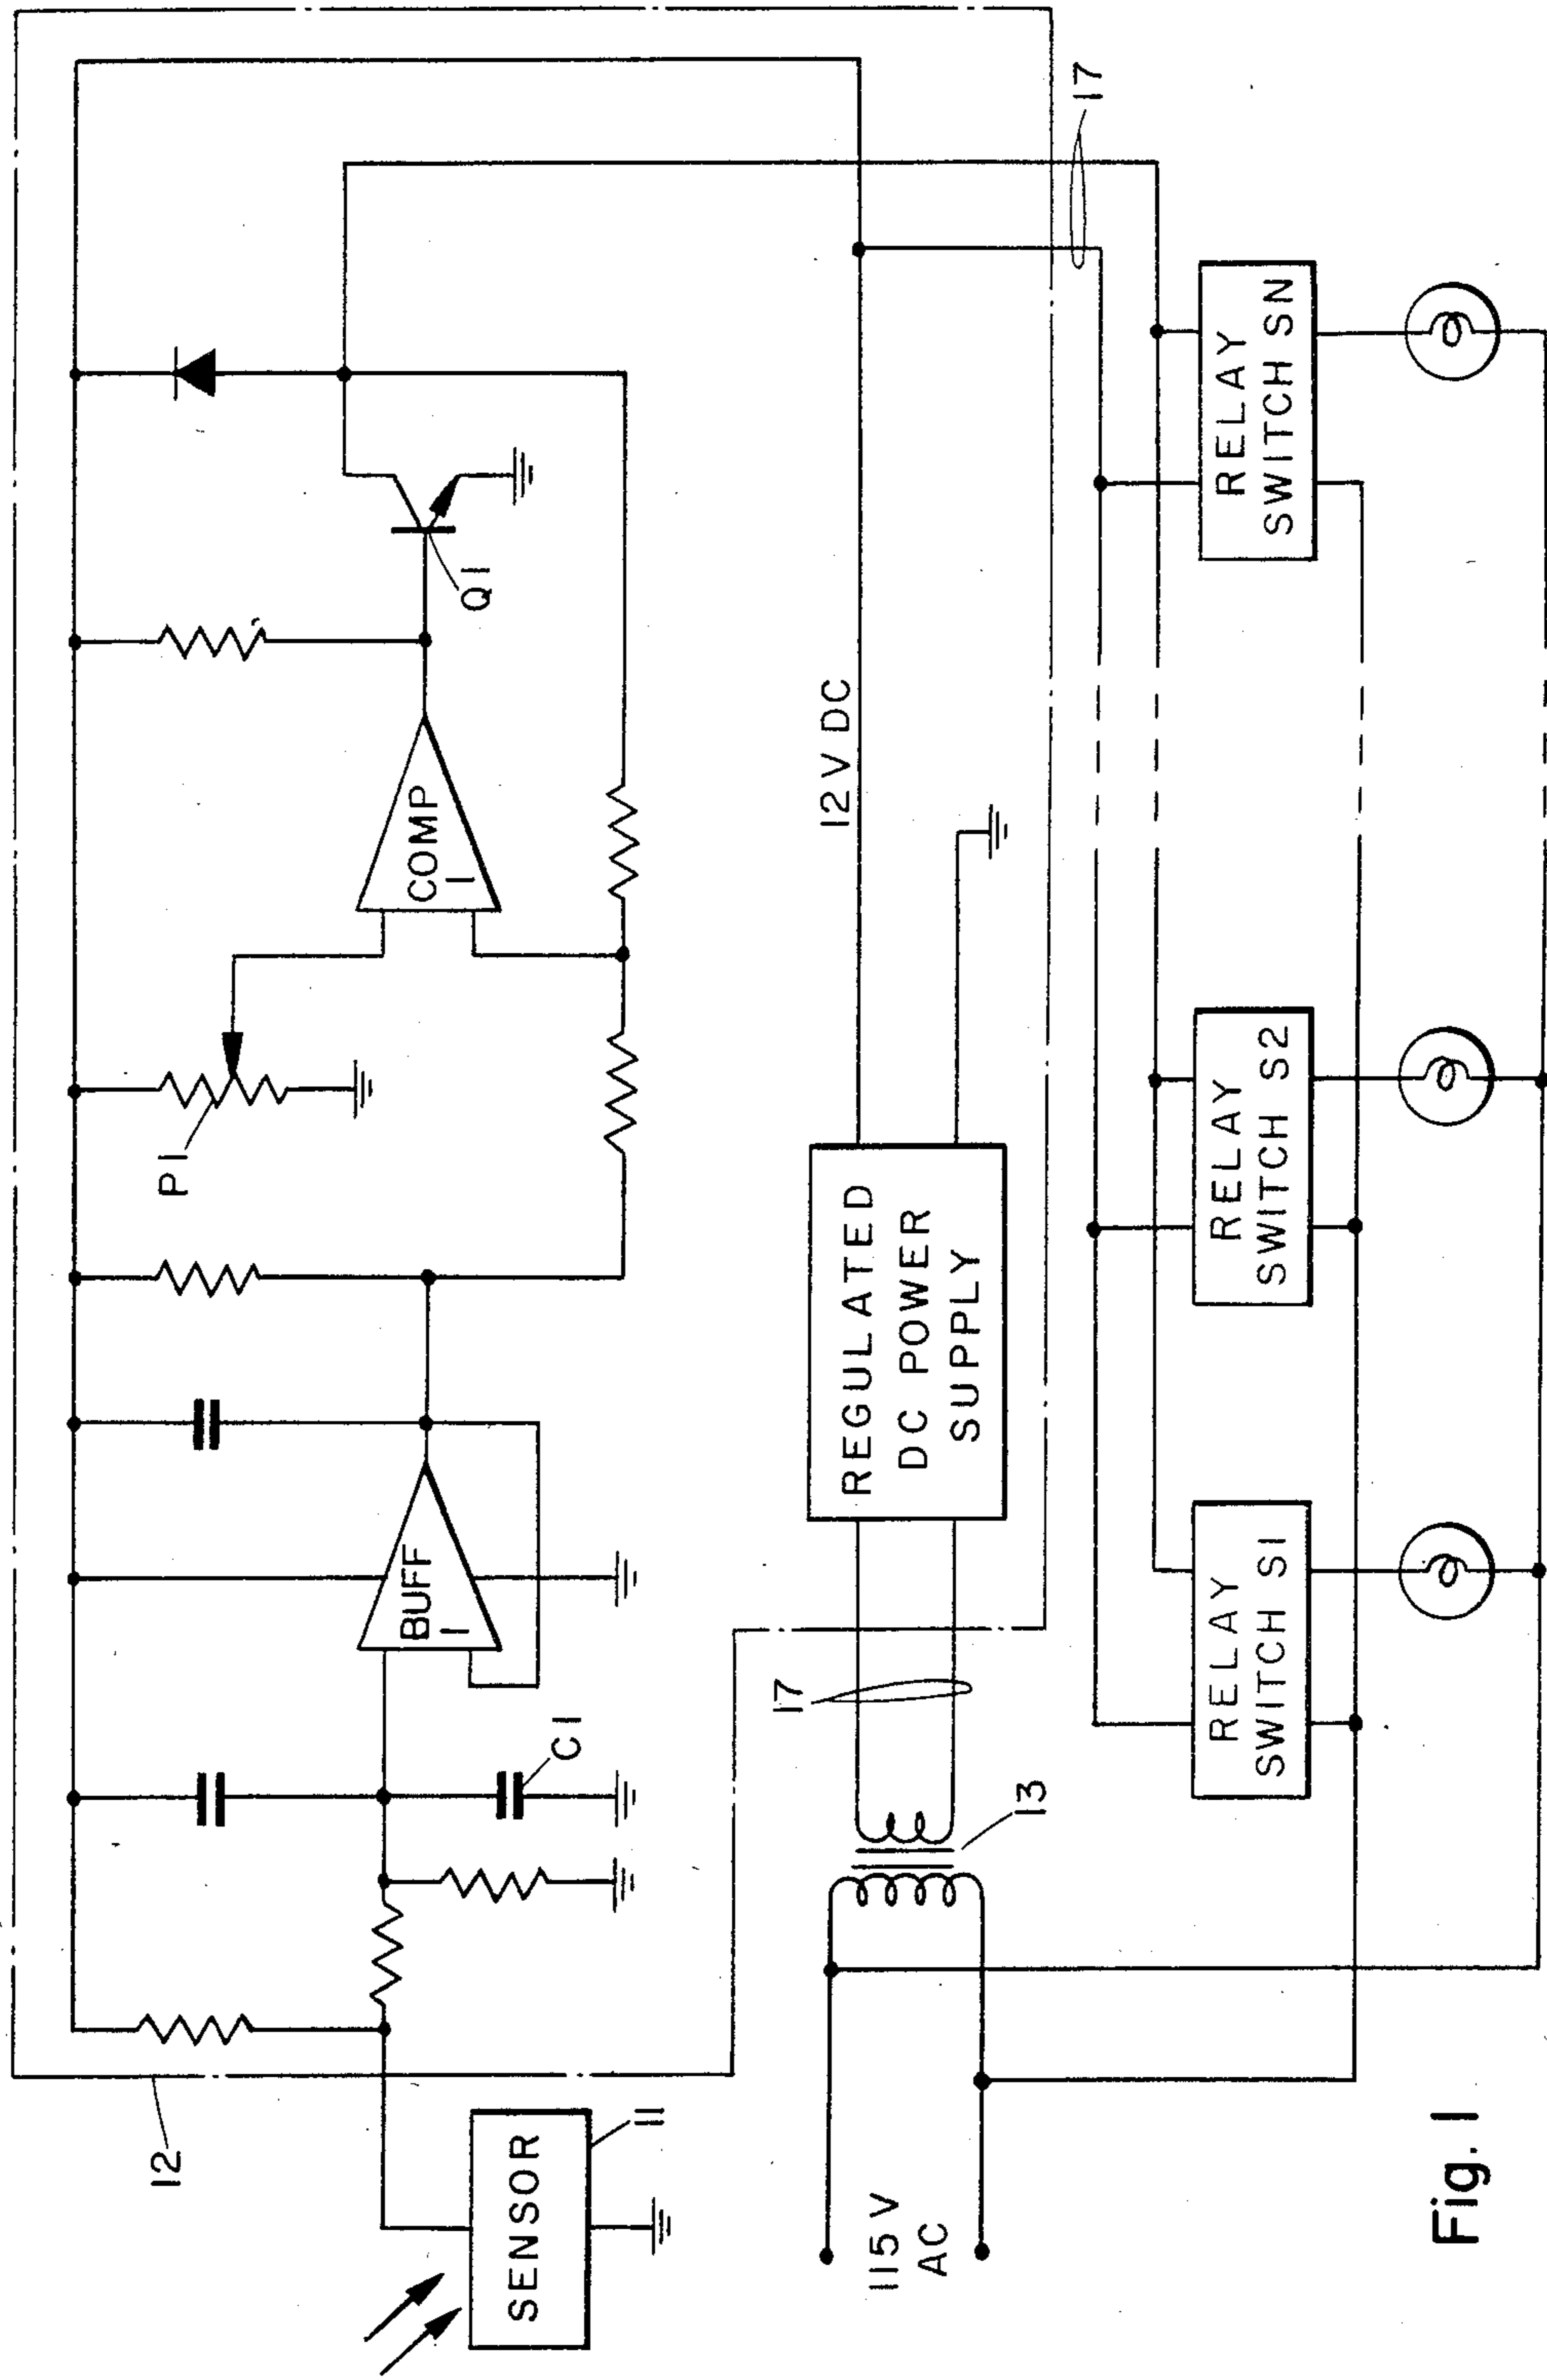 12
SENSOR
11
C1
BUFF
1
P1
COMP
1
Q1
115 V
AC
13
17
REGULATED
DC POWER
SUPPLY
12 V DC
17
RELAY
SWITCH S1
RELAY
SWITCH S2
RELAY
SWITCH SN
Fig. 1